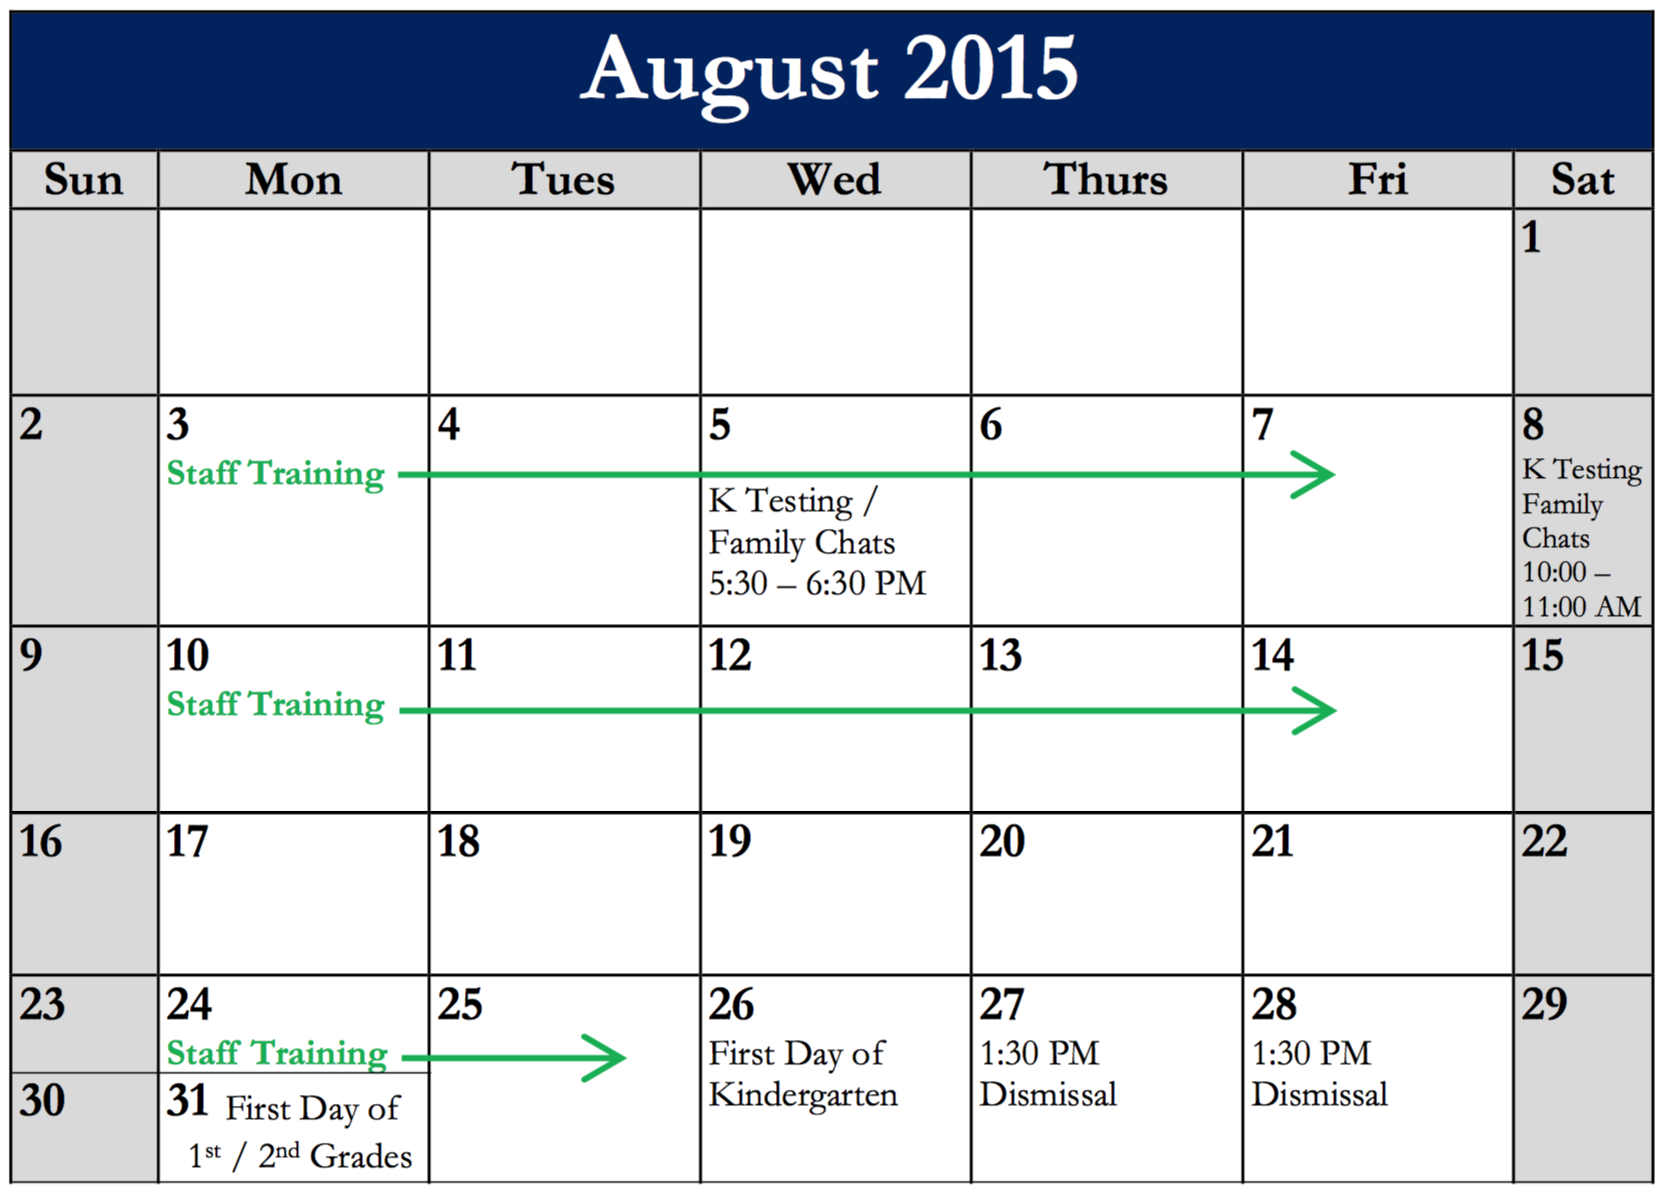 August 2015
Sun Mon Tues Wed Thurs Fri Sat
1
2 3 4 5 6 7 8
Staff Training
K Testing /
Family Chats
5:30 – 6:30 PM
K Testing
Family
Chats
10:00 –
11:00 AM
9 10 11 12 13 14 15
Staff Training
16 17 18 19 20 21 22
23 24 25 26 27 28 29
Staff Training
First Day of
Kindergarten
1:30 PM
Dismissal
1:30 PM
Dismissal
30 31 First Day of
1st / 2nd Grades